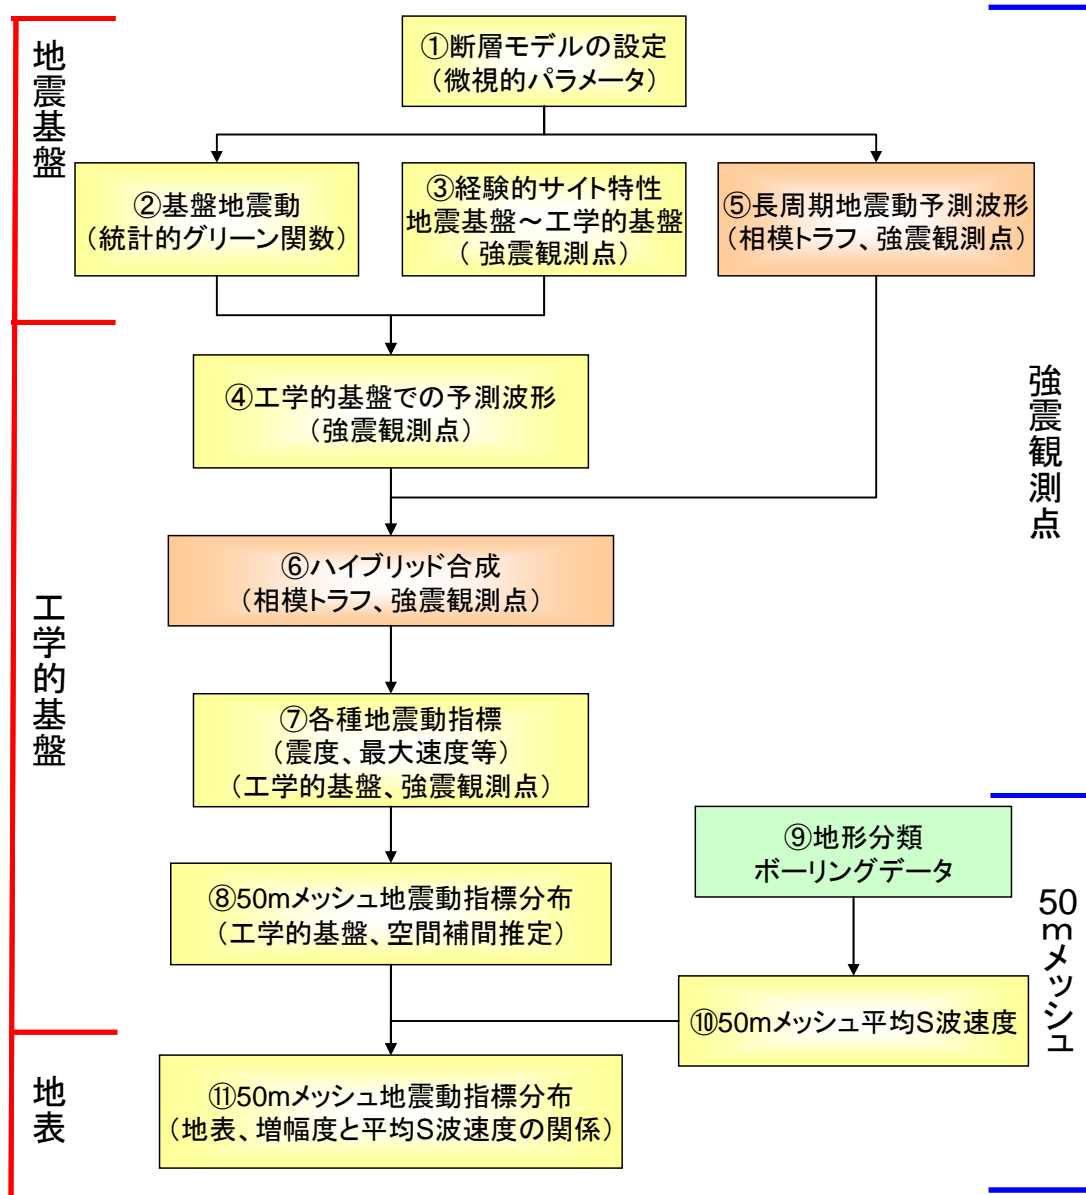 地震基盤
①断層モデルの設定
（微視的パラメータ）
②基盤地震動
（統計的グリーン関数）
③経験的サイト特性
地震基盤～工学的基盤
（ 強震観測点）
⑤長周期地震動予測波形
（相模トラフ、強震観測点）
④工学的基盤での予測波形
（強震観測点）
強震観測点
⑥ハイブリッド合成
（相模トラフ、強震観測点）
工学的基盤
⑦各種地震動指標
（震度、最大速度等）
（工学的基盤、強震観測点）
⑨地形分類
ボーリングデータ
⑧50mメッシュ地震動指標分布
（工学的基盤、空間補間推定）
50mメッシュ
⑩50mメッシュ平均S波速度
地表
⑪50mメッシュ地震動指標分布
（地表、増幅度と平均S波速度の関係）